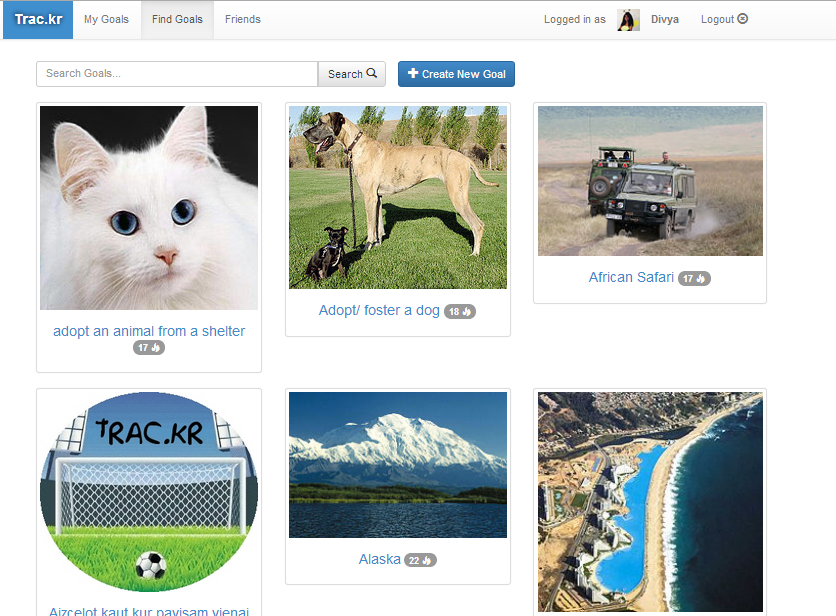 Trac.kr My Goals Find Goals Friends Logged in as Divya Logout
Search Goals... Search Create New Goal
adopt an animal from a shelter
17
Adopt/ foster a dog 18
African Safari 17
TRAC.KR
Alaska 22
Aizcelot kaut kur pavisam vienai